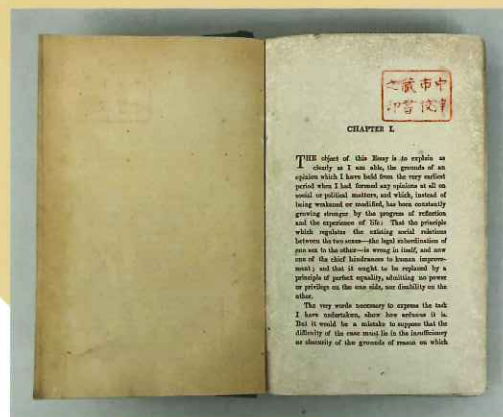 中津
市校
藏書
之印
CHAPTER I.
THE object of this Essay is to explain as
clearly as I am able, the grounds of an
opinion which I have held from the very earliest
period when I had formed any opinions at all on
social or political matters, and which, instead of
being weakened or modified, has been constantly
growing stronger by the progress of reflection
and the experience of life: That the principle
which regulates the existing social relations
between the two sexes—the legal subordination of
one sex to the other—is wrong in itself, and now
one of the chief hindrances to human improve-
ment; and that it ought to be replaced by a
principle of perfect equality, admitting no power
or privilege on the one side, nor disability on the
other.
The very words necessary to express the task
I have undertaken, show how arduous it is.
But it would be a mistake to suppose that the
difficulty of the case must lie in the insufficiency
or obscurity of the grounds of reason on which